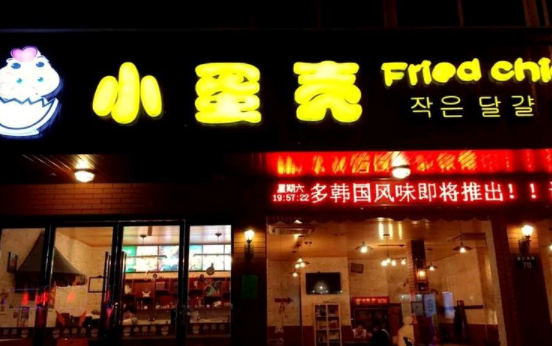 小蛋壳
Fried chi
작은 달걀
星期六
19:57:22
多韩国风味即将推出！！